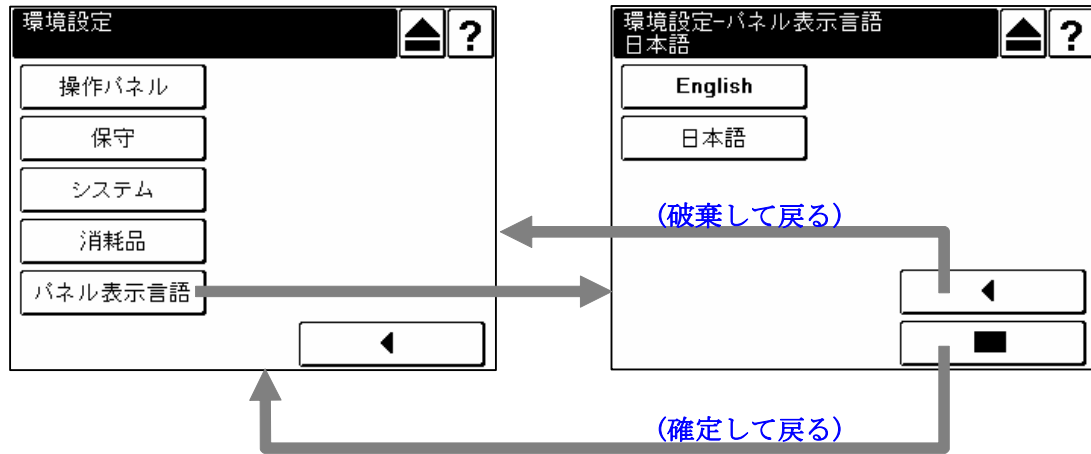 環境設定
?
操作パネル
保守
システム
消耗品
パネル表示言語
環境設定-パネル表示言語
日本語
?
English
日本語
(破棄して戻る)
(確定して戻る)